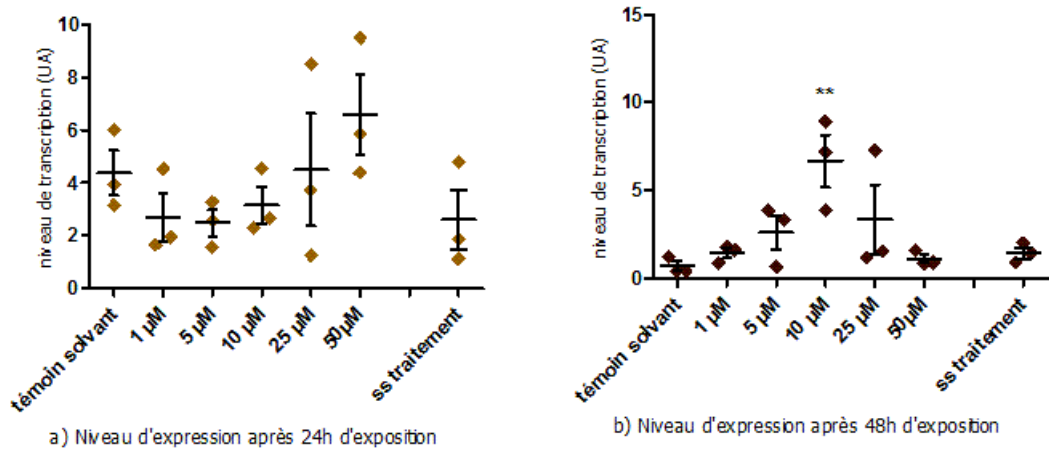 niveau de transcription (UA)
10
8
6
4
2
0
témoin solvant
1 µM
5 µM
10 µM
25 µM
50µM
ss traitement
a) Niveau d'expression après 24h d'exposition
niveau de transcription (UA)
15
10
5
0
**
témoin solvant
1 µM
5 µM
10 µM
25 µM
50 µM
ss traitement
b) Niveau d'expression après 48h d'exposition